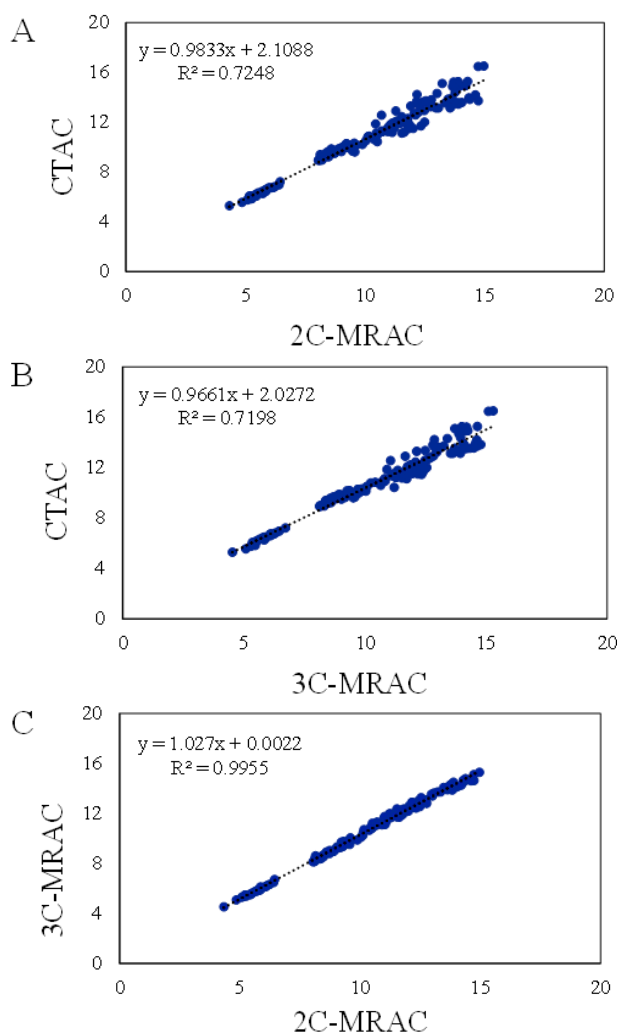 A
y = 0.9833x + 2.1088
R² = 0.7248
20
16
12
8
4
0
CTAC
0 5 10 15 20
2C-MRAC
B
y = 0.9661x + 2.0272
R² = 0.7198
20
16
12
8
4
0
CTAC
0 5 10 15 20
3C-MRAC
C
y = 1.027x + 0.0022
R² = 0.9955
20
16
12
8
4
0
3C-MRAC
0 5 10 15 20
2C-MRAC